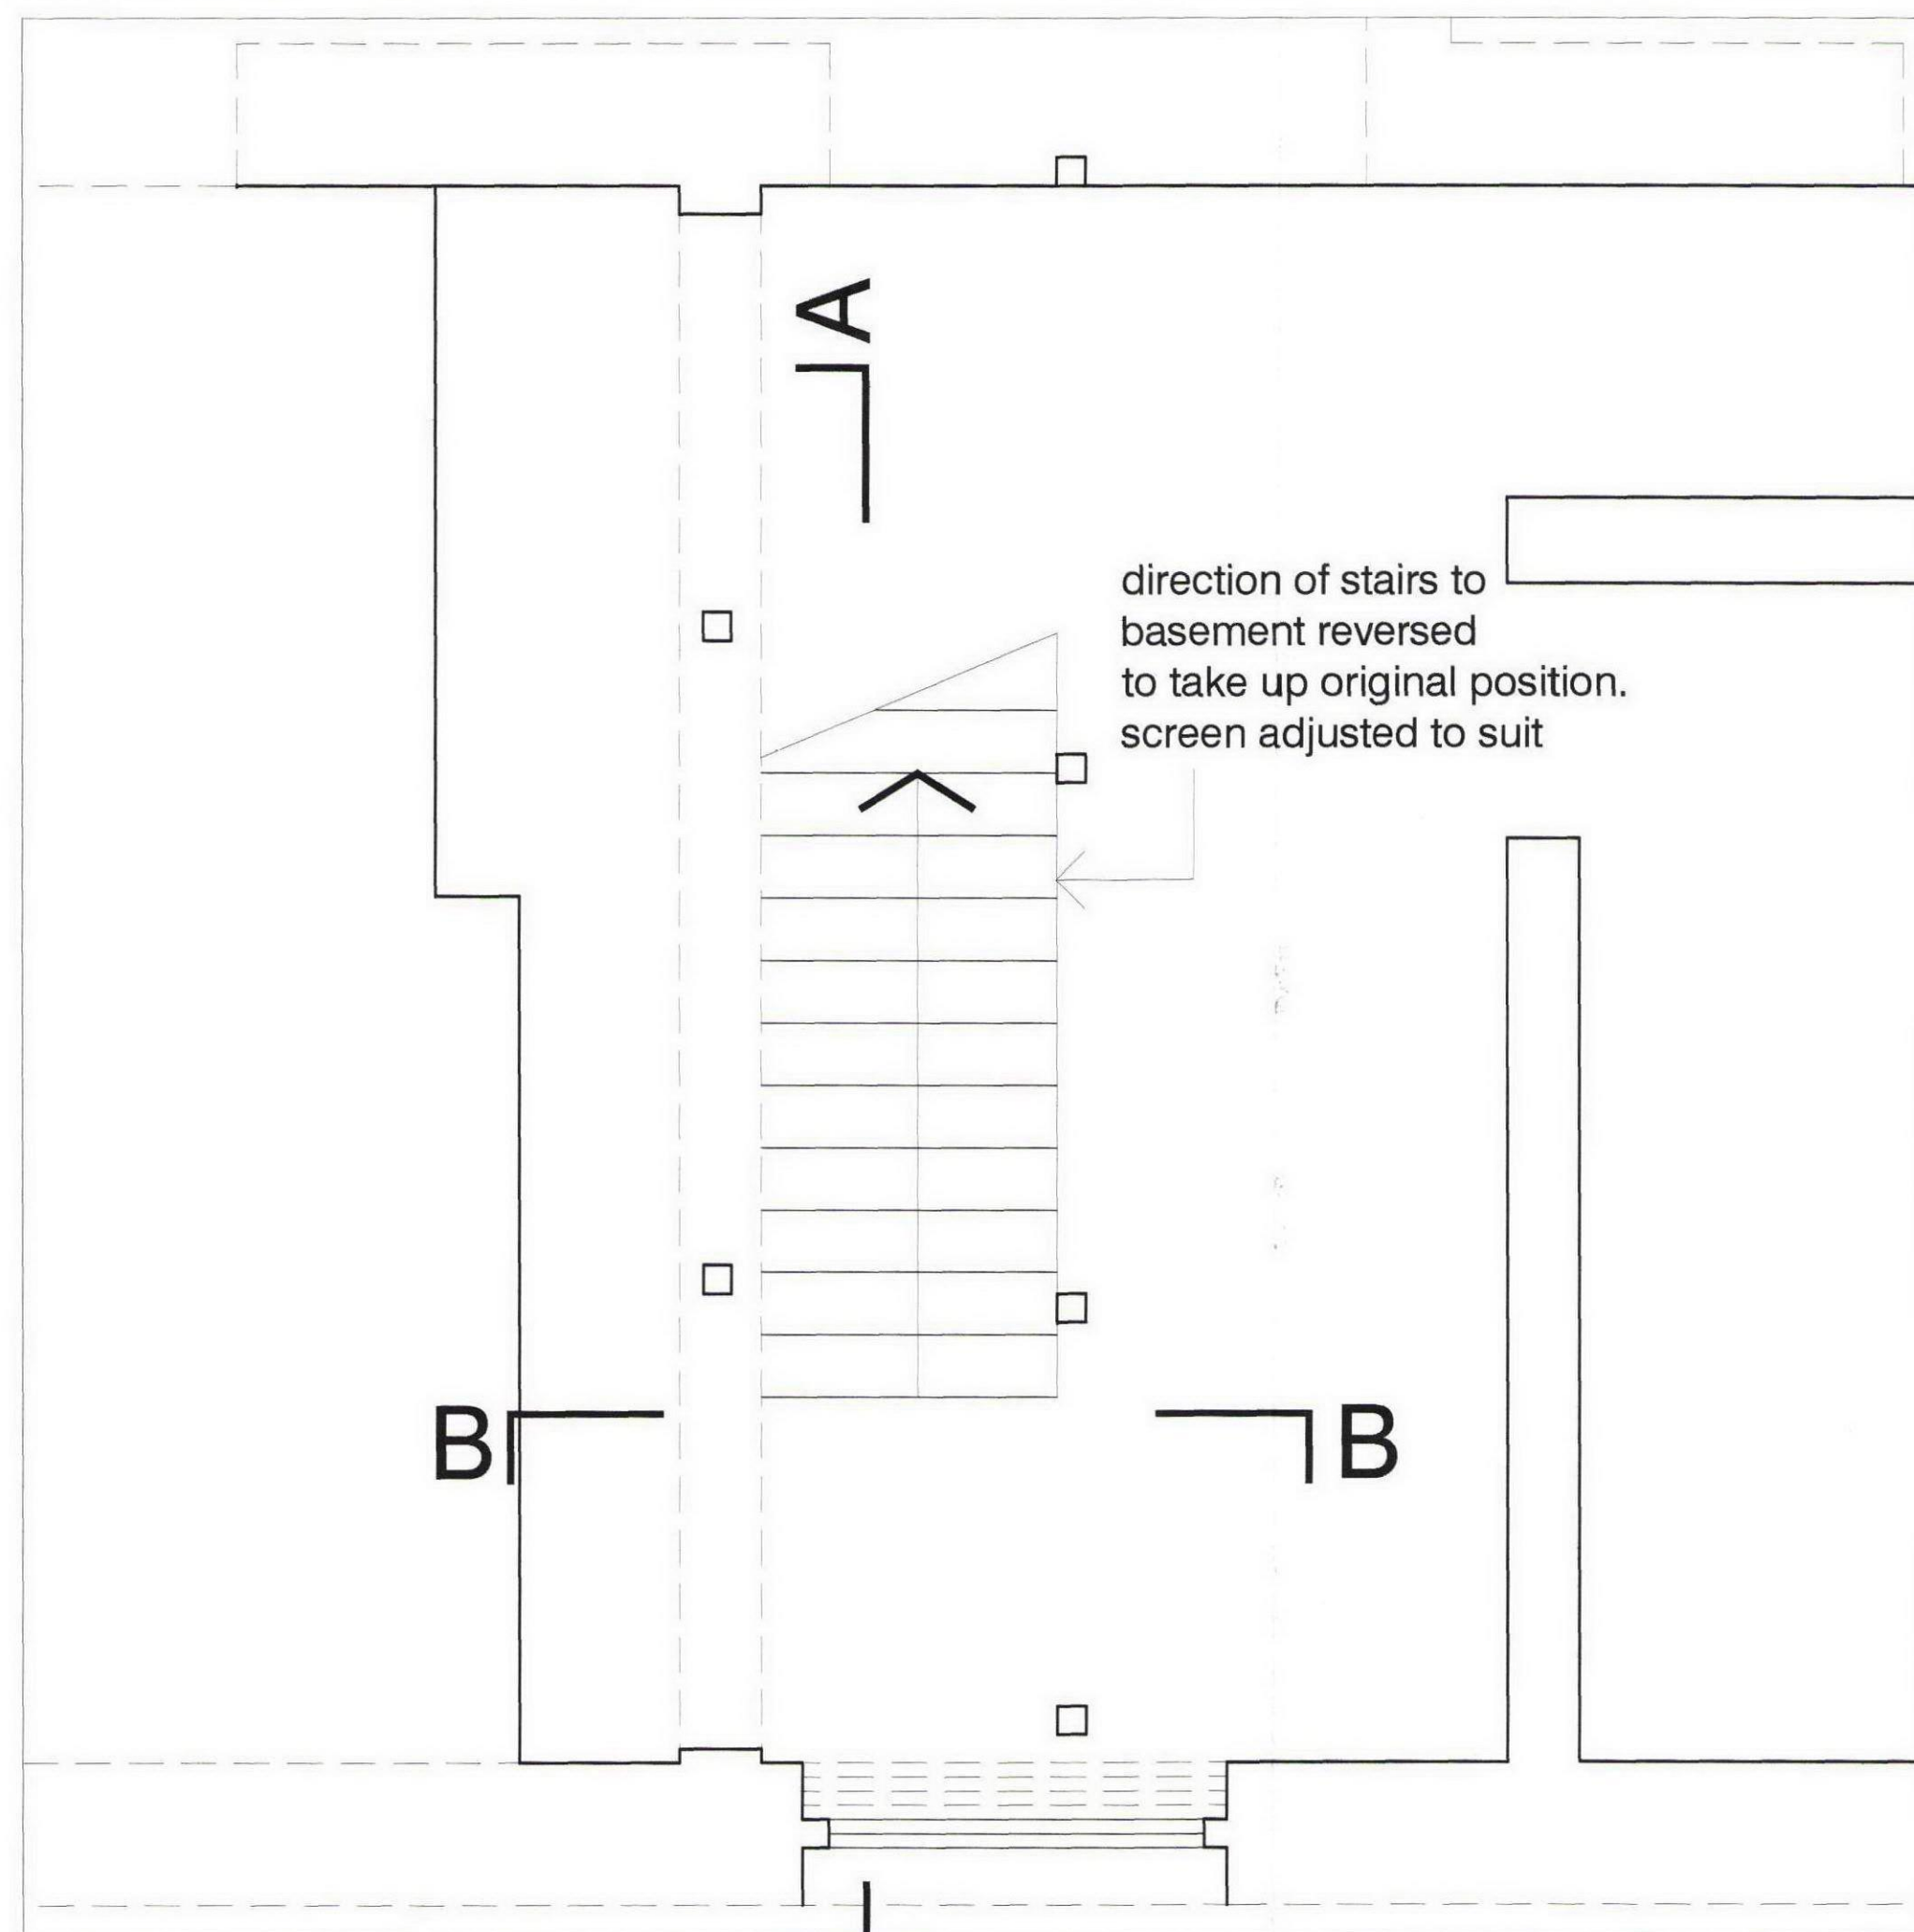 A
direction of stairs to
basement reversed
to take up original position.
screen adjusted to suit
B B